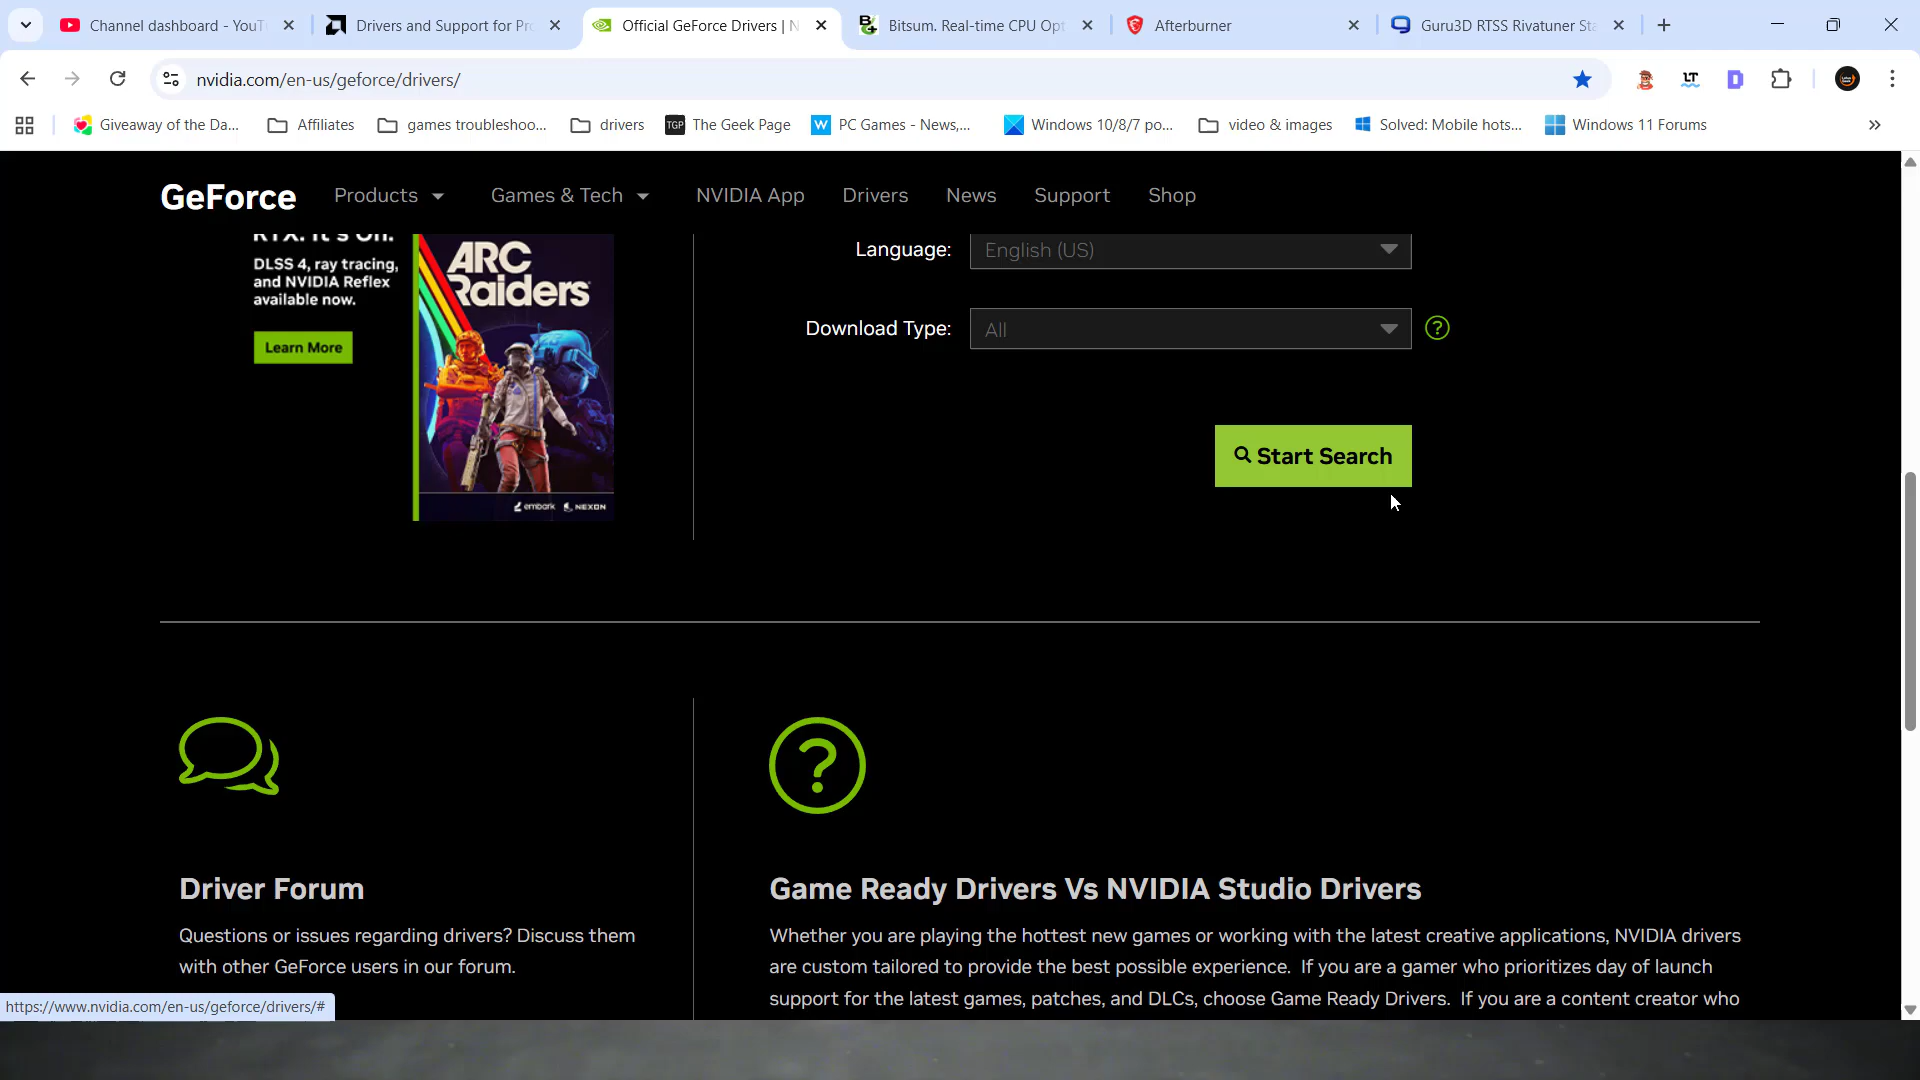 Channel dashboard - YouT
Drivers and Support for Pr
Official GeForce Drivers | N
Bitsum. Real-time CPU Opt
Afterburner
Guru3D RTSS Rivatuner Sta
nvidia.com/en-us/geforce/drivers/
LT
D
Giveaway of the Da...
Affiliates
games troubleshoo...
drivers
TGP The Geek Page
W PC Games - News,...
Windows 10/8/7 po...
video & images
Solved: Mobile hots...
Windows 11 Forums
GeForce
Products
Games & Tech
NVIDIA App
Drivers
News
Support
Shop
RTX. It's On.
DLSS 4, ray tracing,
and NVIDIA Reflex
available now.
Learn More
ARC
Raiders
embark
NEXON
Language:
English (US)
Download Type:
All
?
Start Search
?
Driver Forum
Questions or issues regarding drivers? Discuss them
with other GeForce users in our forum.
Game Ready Drivers Vs NVIDIA Studio Drivers
Whether you are playing the hottest new games or working with the latest creative applications, NVIDIA drivers
are custom tailored to provide the best possible experience. If you are a gamer who prioritizes day of launch
support for the latest games, patches, and DLCs, choose Game Ready Drivers. If you are a content creator who
https://www.nvidia.com/en-us/geforce/drivers/#